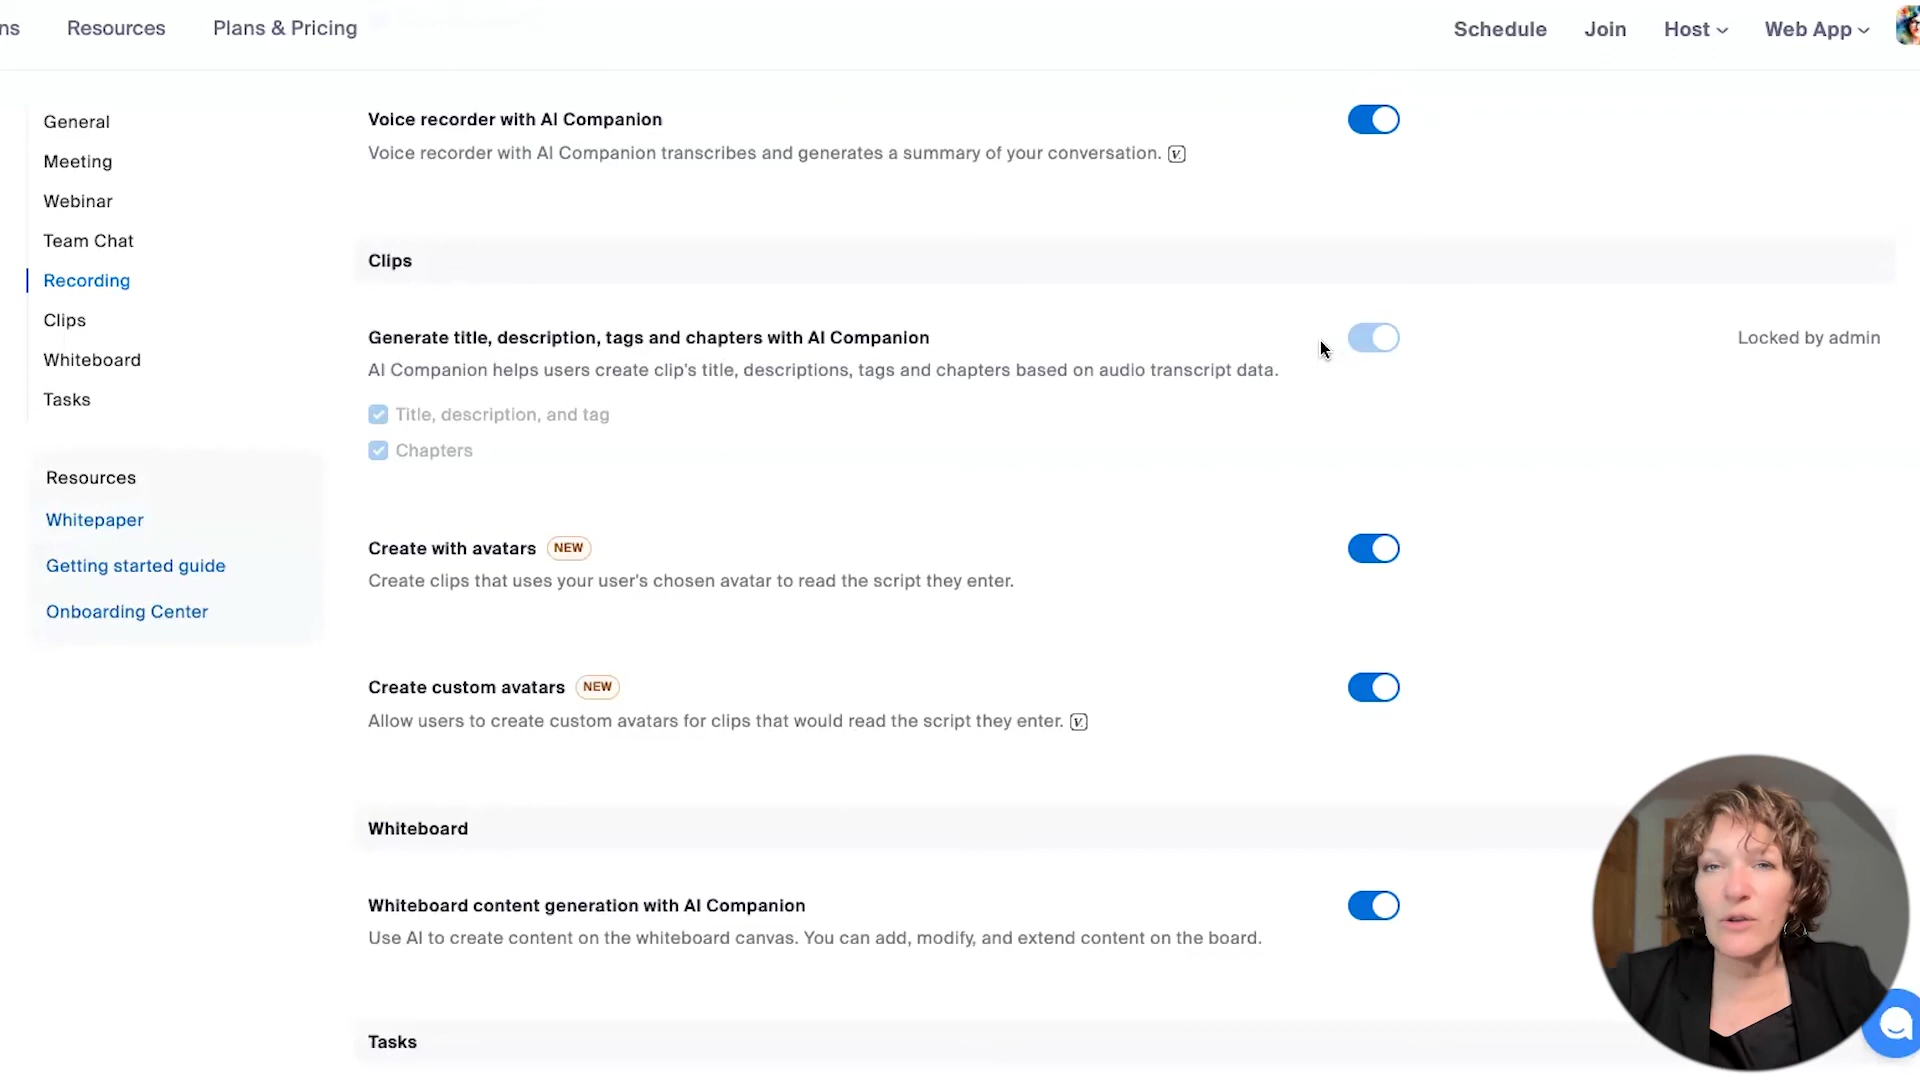 ns
Resources
Plans & Pricing
Schedule
Join
Host
Web App
General
Meeting
Webinar
Team Chat
Recording
Clips
Whiteboard
Tasks
Resources
Whitepaper
Getting started guide
Onboarding Center
Voice recorder with AI Companion
Voice recorder with AI Companion transcribes and generates a summary of your conversation. V.
Clips
Generate title, description, tags and chapters with AI Companion
Locked by admin
AI Companion helps users create clip's title, descriptions, tags and chapters based on audio transcript data.
Title, description, and tag
Chapters
Create with avatars NEW
Create clips that uses your user's chosen avatar to read the script they enter.
Create custom avatars NEW
Allow users to create custom avatars for clips that would read the script they enter. V.
Whiteboard
Whiteboard content generation with AI Companion
Use AI to create content on the whiteboard canvas. You can add, modify, and extend content on the board.
Tasks